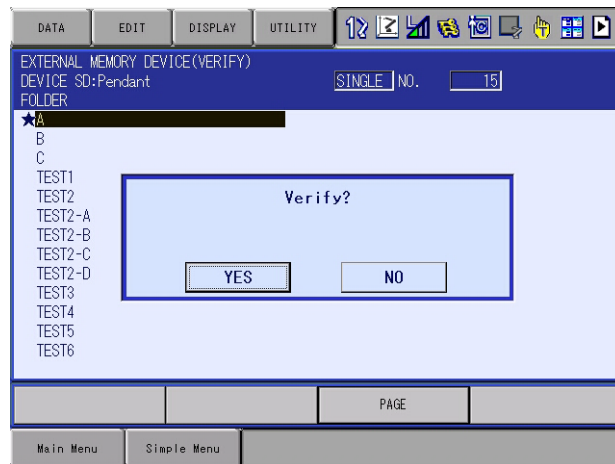 DATA EDIT DISPLAY UTILITY
EXTERNAL MEMORY DEVICE(VERIFY)
DEVICE SD:Pendant SINGLE NO. 15
FOLDER
★A
B
C
TEST1
TEST2
TEST2-A
TEST2-B
TEST2-C
TEST2-D
TEST3
TEST4
TEST5
TEST6
Verify?
YES NO
PAGE
Main Menu Simple Menu